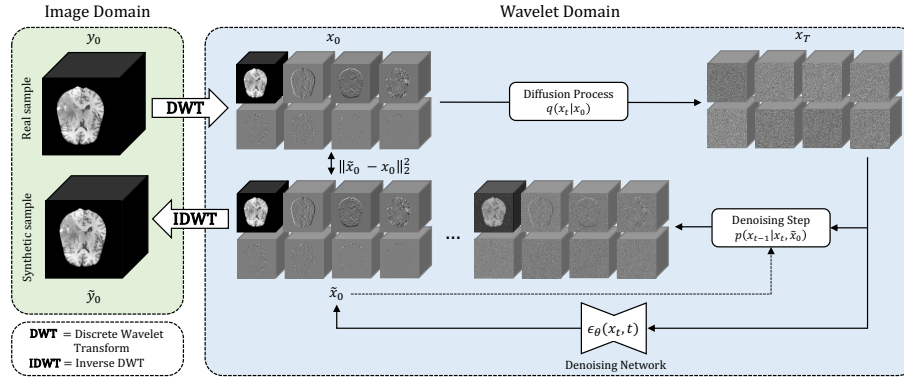 Image Domain
Wavelet Domain
y₀
x₀
x_T
Real sample
DWT
Diffusion Process
q(x_t|x₀)
‖x̃₀ − x₀‖₂²
Synthetic sample
IDWT
...
Denoising Step
p(x_{t−1}|x_t, x̃₀)
ỹ₀
x̃₀
ϵ_θ(x_t, t)
Denoising Network
DWT = Discrete Wavelet
Transform
IDWT = Inverse DWT